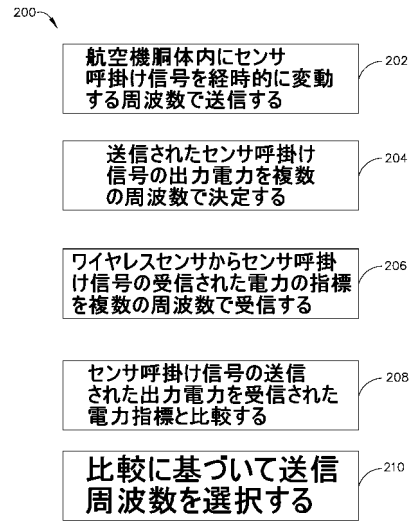 200
航空機胴体内にセンサ
呼掛け信号を経時的に変動
する周波数で送信する
202
送信されたセンサ呼掛け
信号の出力電力を複数
の周波数で決定する
204
ワイヤレスセンサからセンサ呼掛
け信号の受信された電力の指標
を複数の周波数で受信する
206
センサ呼掛け信号の送信
された出力電力を受信された
電力指標と比較する
208
比較に基づいて送信
周波数を選択する
210